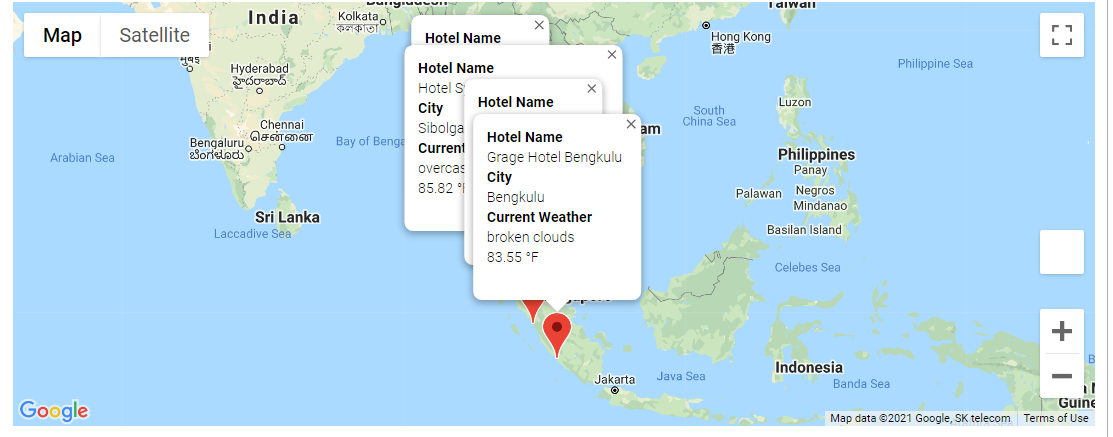 Map
Satellite
India
Kolkata
কলকাতা
Bangladesh
Taiwan
Hong Kong
香港
Hyderabad
హైదరాబాద్
Chennai
சென்னை
Bengaluru
ಬೆಂಗಳೂರು
Arabian Sea
Bay of Benga
Sri Lanka
Laccadive Sea
Philippine Sea
South
China Sea
Luzon
Philippines
Panay
Palawan
Negros
Mindanao
Basilan Island
Celebes Sea
Indonesia
Jakarta
Java Sea
Banda Sea
Guine
Hotel Name
Hotel Name
Hotel S
City
Sibolga
Current
overcas
85.82 °F
Hotel Name
Hotel Name
Grage Hotel Bengkulu
City
Bengkulu
Current Weather
broken clouds
83.55 °F
Google
Map data ©2021 Google, SK telecom
Terms of Use